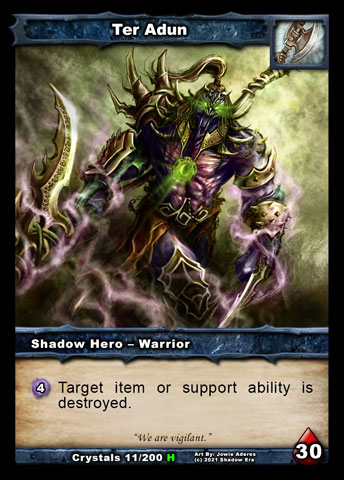 Ter Adun
Shadow Hero – Warrior
4 Target item or support ability is
destroyed.
"We are vigilant."
Crystals 11/200 H
Art By: Jowie Aderes
(c) 2021 Shadow Era
30